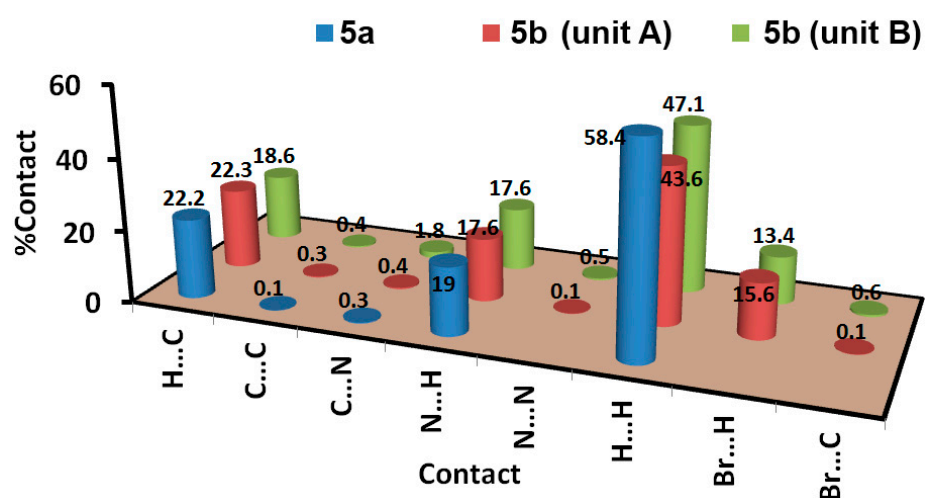 5a 5b (unit A) 5b (unit B)
%Contact
60
40
20
0
22.2 22.3 18.6
0.1 0.3 0.4
0.3 0.4 1.8
19 17.6 17.6
0.1 0.5
58.4 43.6 47.1
15.6 13.4
0.1 0.6
H...C
C...C
C...N
N...H
N...N
H...H
Br...H
Br...C
Contact